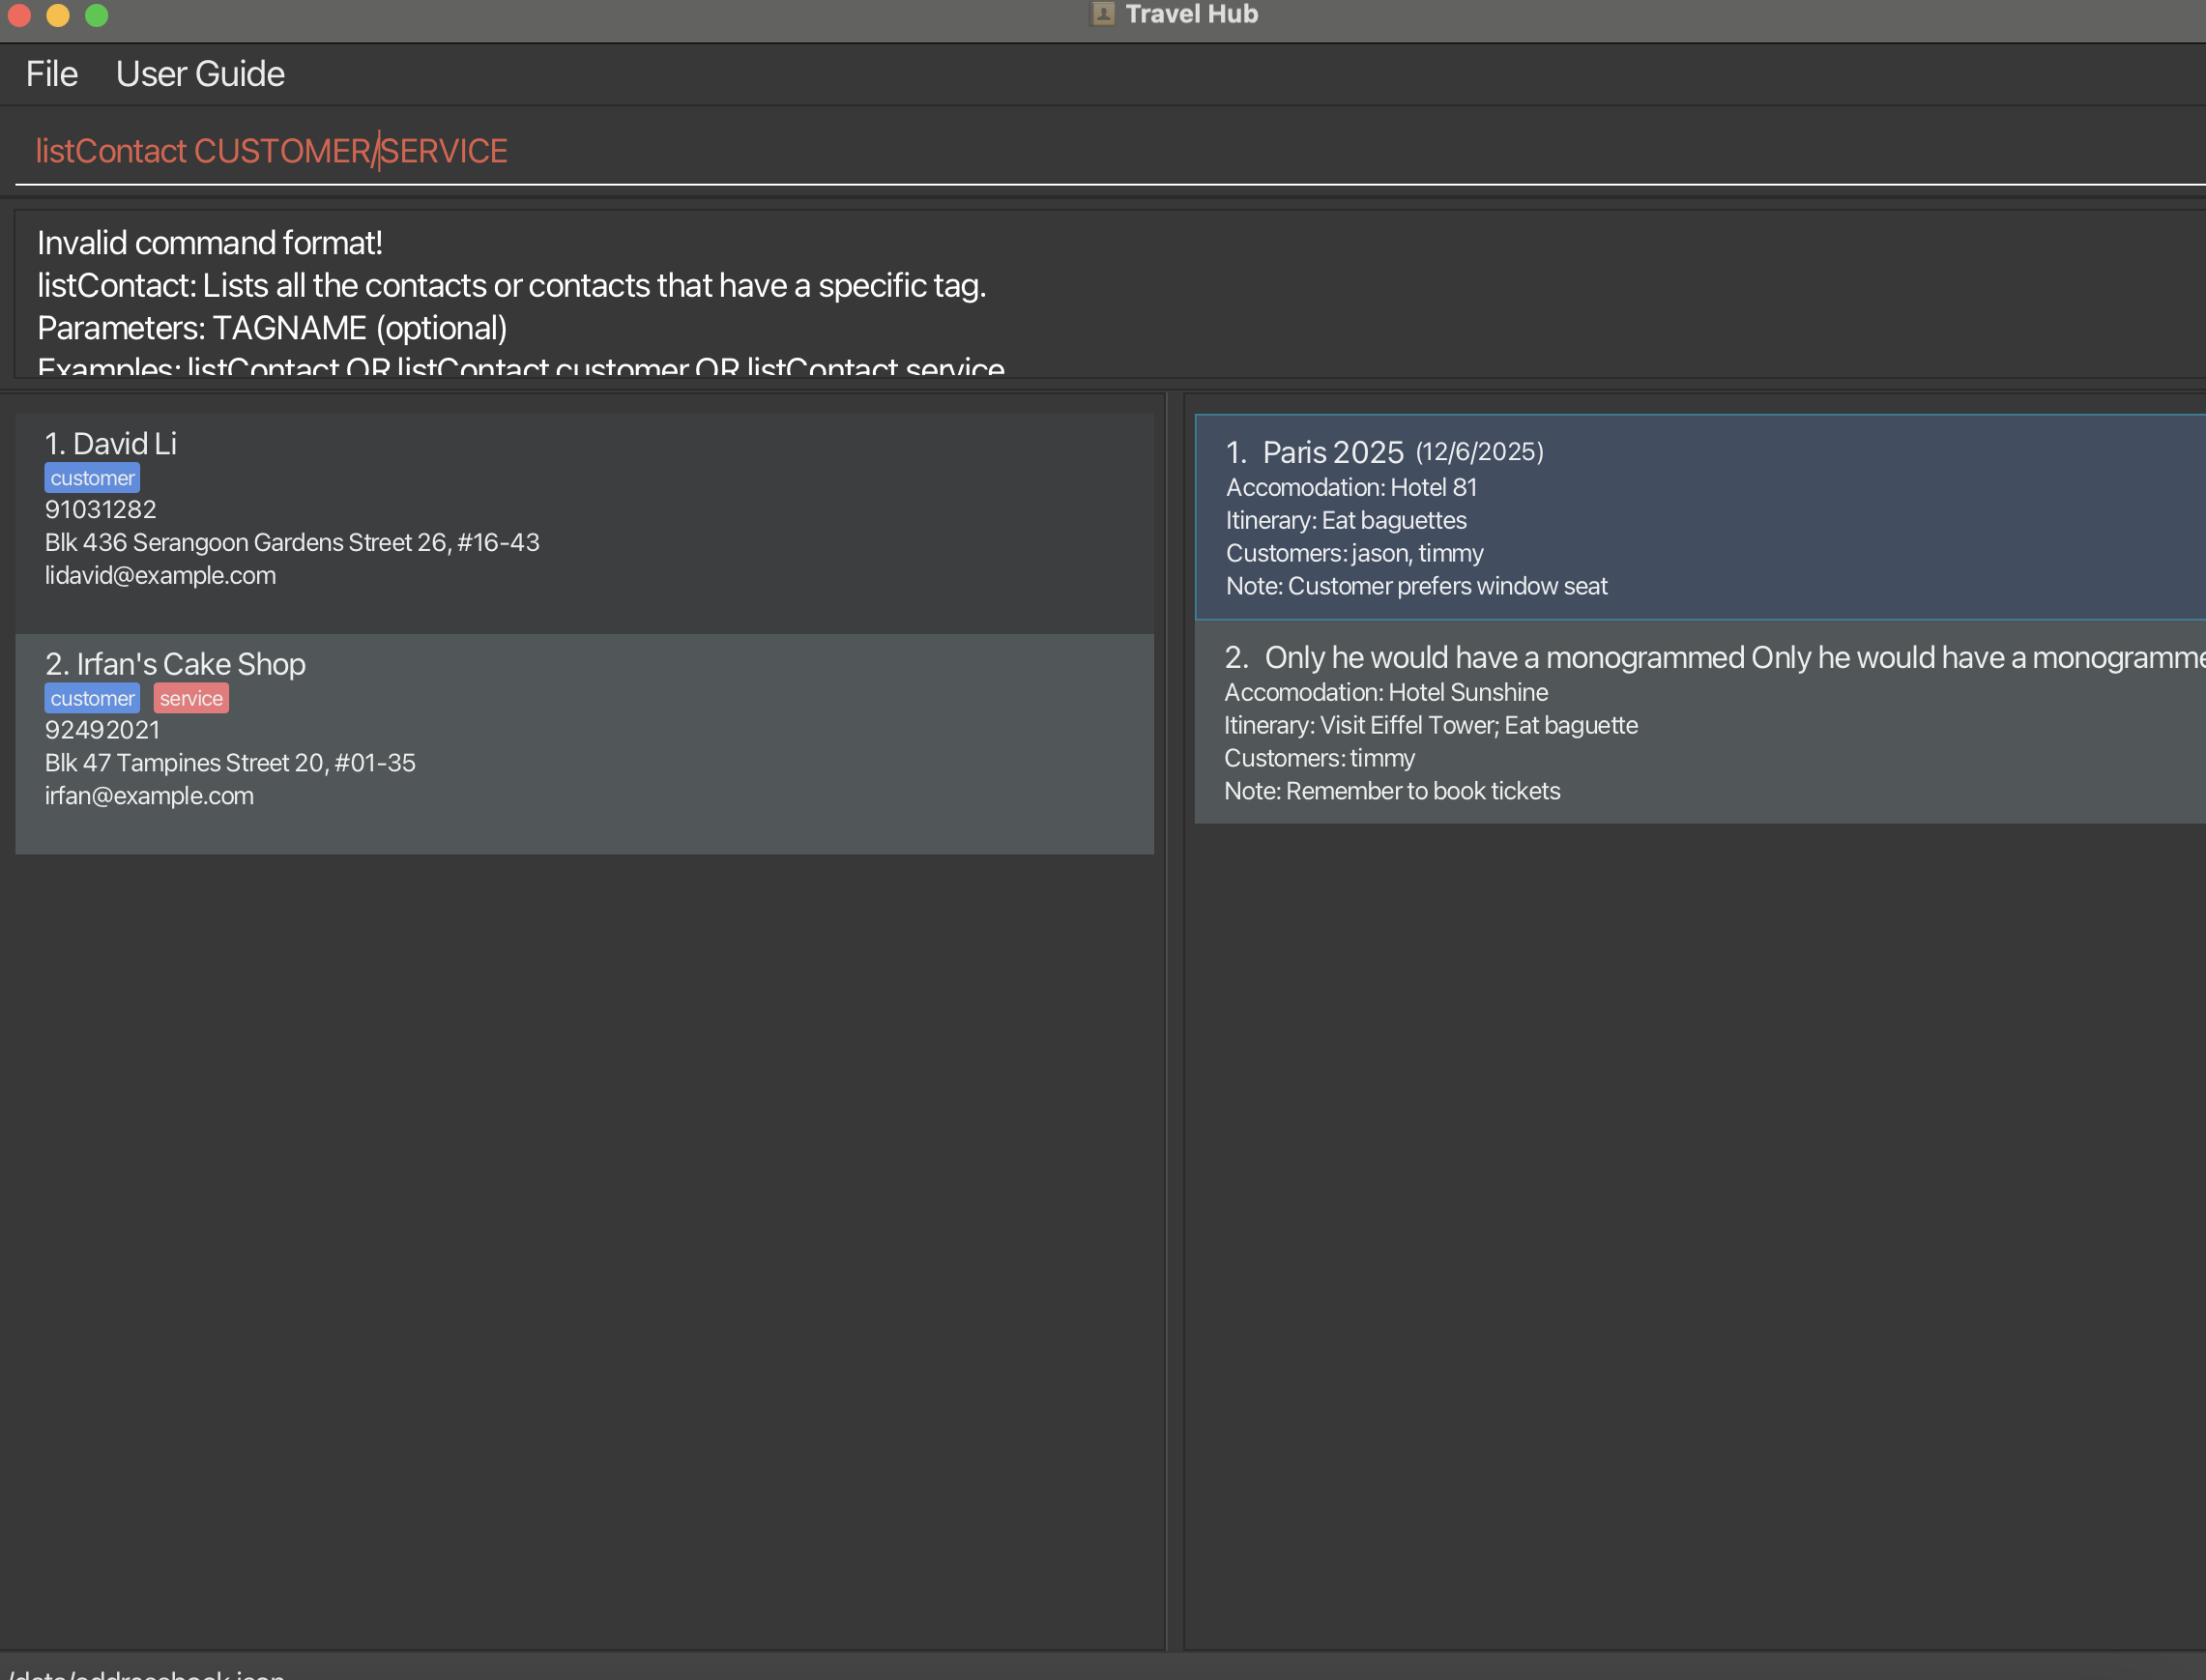 Travel Hub
File User Guide
listContact CUSTOMER/SERVICE
Invalid command format!
listContact: Lists all the contacts or contacts that have a specific tag.
Parameters: TAGNAME (optional)
Examples: listContact OR listContact customer OR listContact service
1. David Li
customer
91031282
Blk 436 Serangoon Gardens Street 26, #16-43
lidavid@example.com
2. Irfan's Cake Shop
customer service
92492021
Blk 47 Tampines Street 20, #01-35
irfan@example.com
1. Paris 2025 (12/6/2025)
Accomodation: Hotel 81
Itinerary: Eat baguettes
Customers: jason, timmy
Note: Customer prefers window seat
2. Only he would have a monogrammed Only he would have a monogramme
Accomodation: Hotel Sunshine
Itinerary: Visit Eiffel Tower; Eat baguette
Customers: timmy
Note: Remember to book tickets
/data/addressbook.json